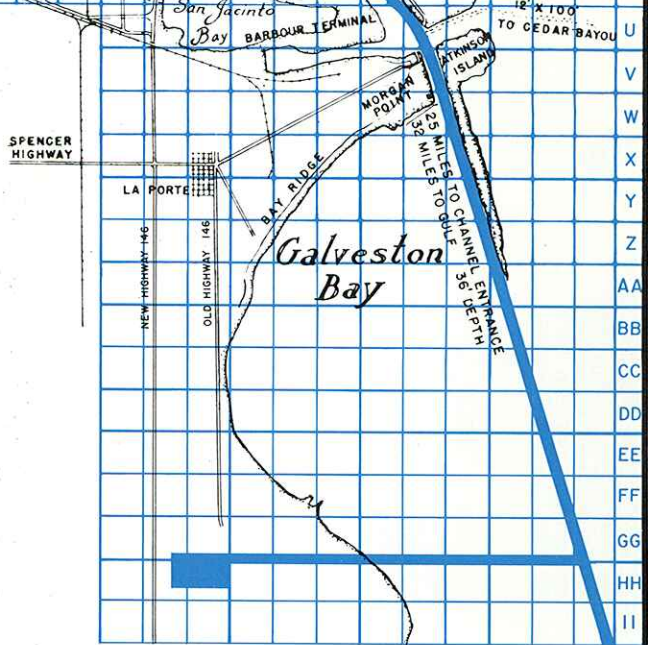 San Jacinto
Bay
BARBOUR TERMINAL
12' X 100'
TO CEDAR BAYOU
U
ATKINSON
ISLAND
V
MORGAN
POINT
W
SPENCER
HIGHWAY
X
LA PORTE
BAY RIDGE
25 MILES TO CHANNEL ENTRANCE
32 MILES TO GULF
36' DEPTH
Y
Galveston
Bay
Z
NEW HIGHWAY 146
OLD HIGHWAY 146
AA
BB
CC
DD
EE
FF
GG
HH
II